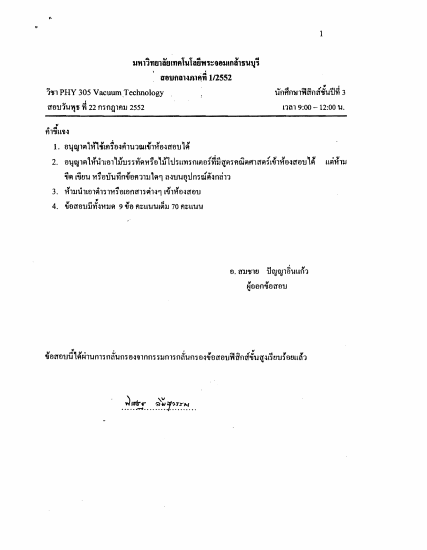 1
มหาวิทยาลัยเทคโนโลยีพระจอมเกล้าธนบุรี
สอบกลางภาคที่ 1/2552
วิชา PHY 305 Vacuum Technology นักศึกษาฟิสิกส์ชั้นปีที่ 3
สอบวันพุธ ที่ 22 กรกฎาคม 2552 เวลา 9:00 – 12:00 น.
คำชี้แจง
1. อนุญาตให้ใช้เครื่องคำนวณเข้าห้องสอบได้
2. อนุญาตให้นำเอาไม้บรรทัดหรือไม้โปรแทรกเตอร์ที่มีสูตรคณิตศาสตร์เข้าห้องสอบได้ แต่ห้าม
ขีด เขียน หรือบันทึกข้อความใดๆ ลงบนอุปกรณ์ดังกล่าว
3. ห้ามนำเอาตำราหรือเอกสารต่างๆ เข้าห้องสอบ
4. ข้อสอบมีทั้งหมด 9 ข้อ คะแนนเต็ม 70 คะแนน
อ. สมชาย ปัญญาอิ่นแก้ว
ผู้ออกข้อสอบ
ข้อสอบนี้ได้ผ่านการกลั่นกรองจากกรรมการกลั่นกรองข้อสอบฟิสิกส์ชั้นสูงเรียบร้อยแล้ว